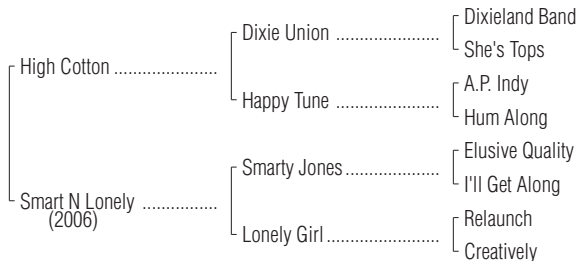 Dixieland Band
Dixie Union ....................
She's Tops
High Cotton ....................
A.P. Indy
Happy Tune ....................
Hum Along
Elusive Quality
Smarty Jones ..................
I'll Get Along
Smart N Lonely ..............
(2006)
Relaunch
Lonely Girl ......................
Creatively